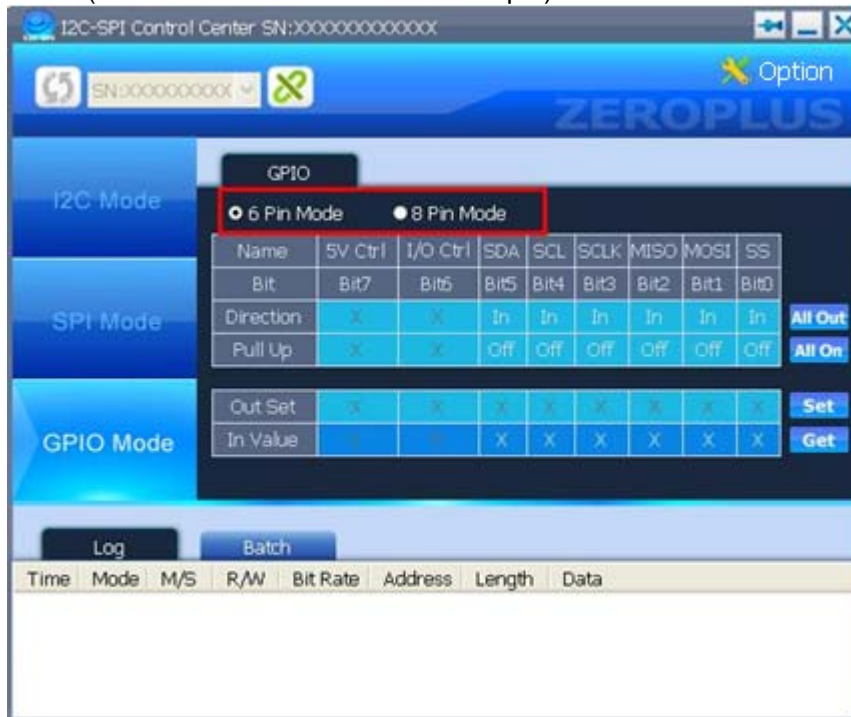 I2C-SPI Control Center SN:XXXXXXXXXXXX
SN:XXXXXXXXXX
Option
ZEROPLUS
GPIO
I2C Mode
6 Pin Mode 8 Pin Mode
Name 5V Ctrl I/O Ctrl SDA SCL SCLK MISO MOSI SS
Bit Bit7 Bit6 Bit5 Bit4 Bit3 Bit2 Bit1 Bit0
SPI Mode
Direction X X In In In In In In All Out
Pull Up X X Off Off Off Off Off Off All On
Out Set X X X X X X X X Set
GPIO Mode
In Value X X X X X X X X Get
Log Batch
Time Mode M/S R/W Bit Rate Address Length Data